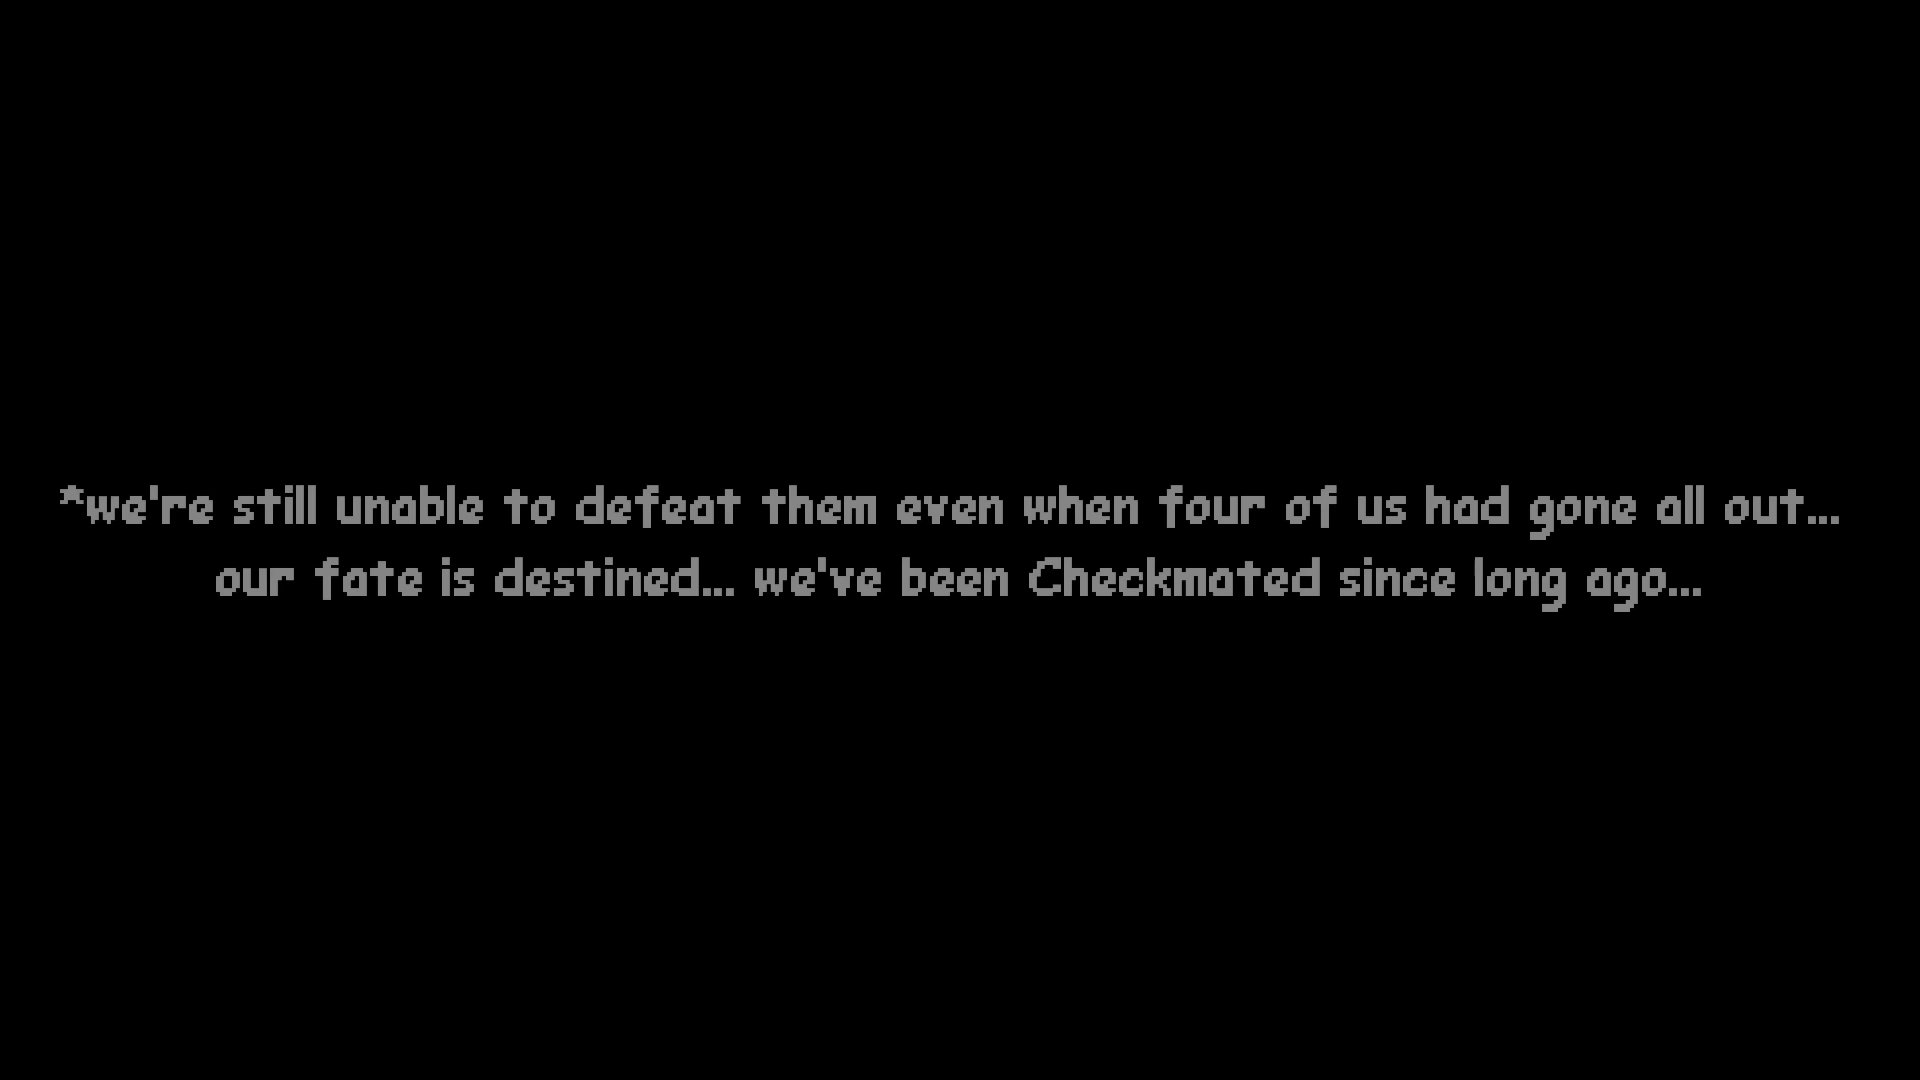 *we're still unable to defeat them even when four of us had gone all out...
our fate is destined... we've been Checkmated since long ago...